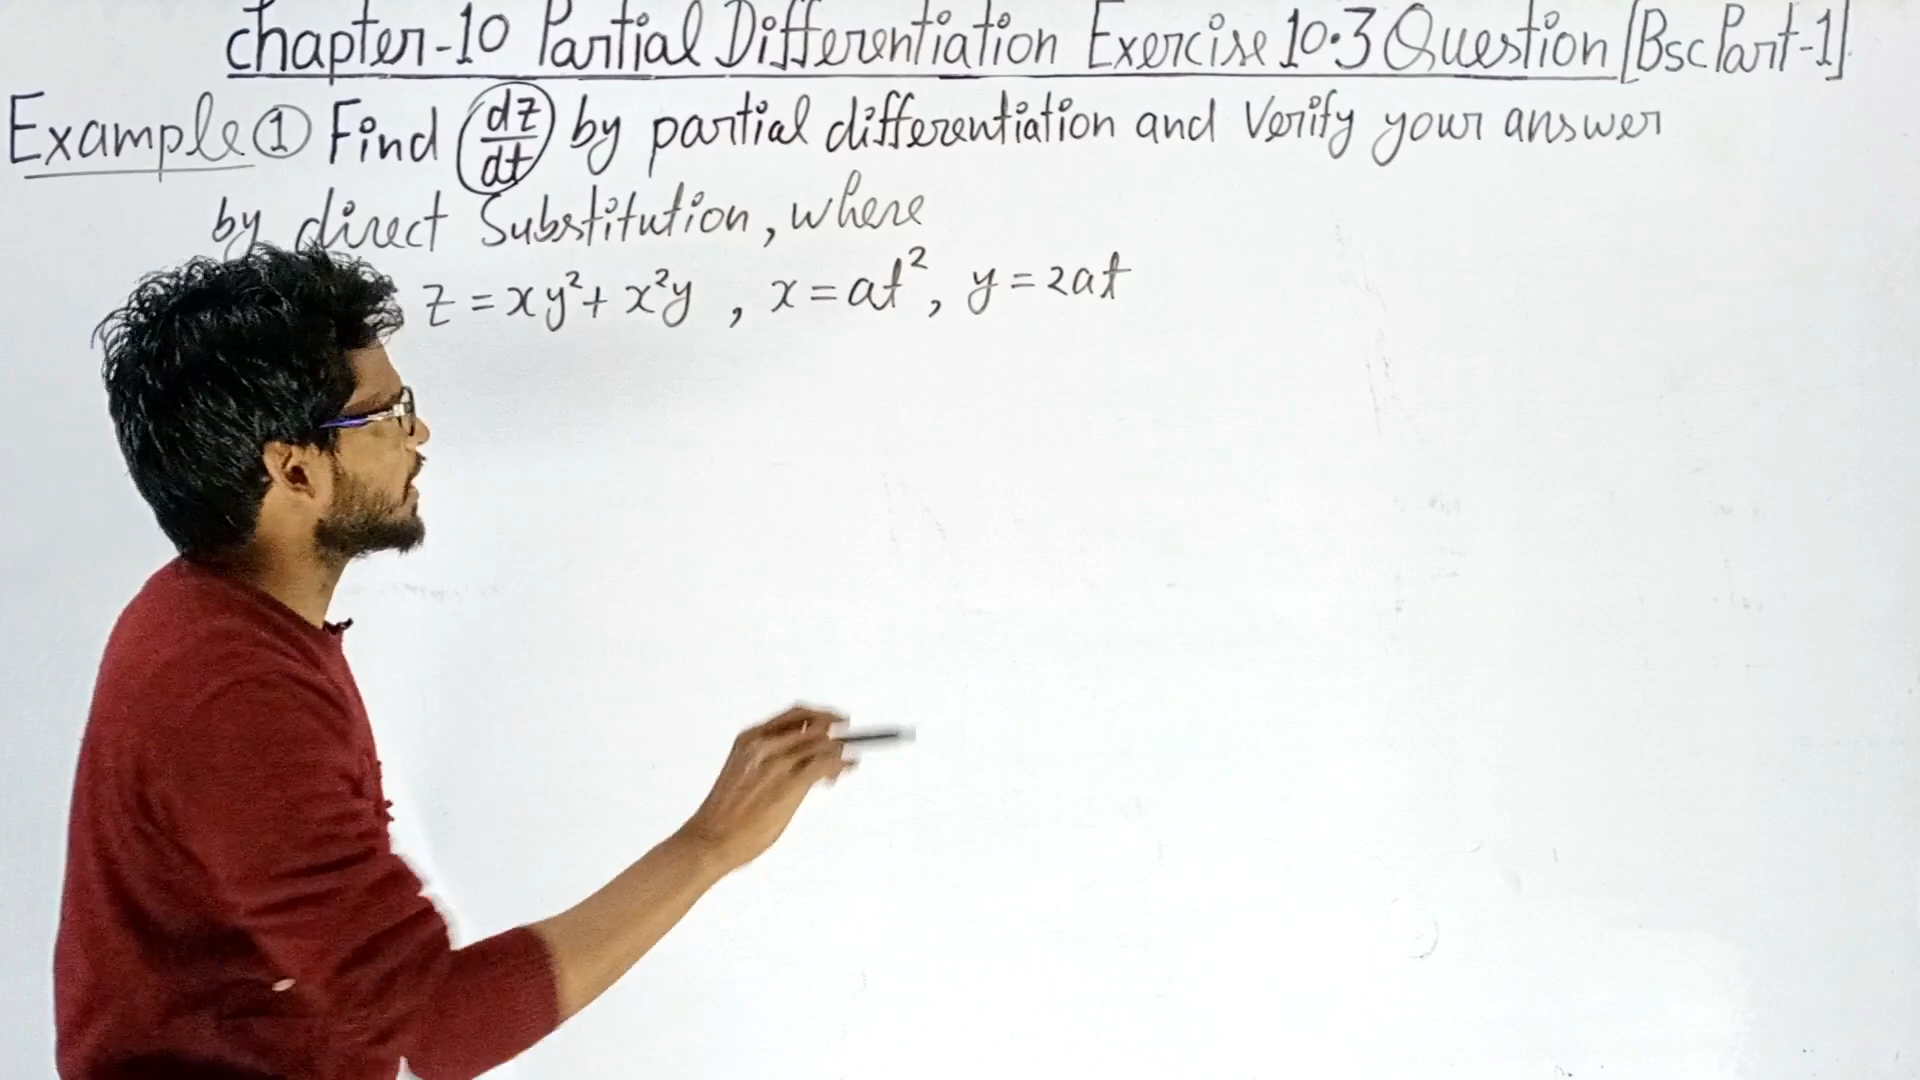 Chapter-10 Partial Differentiation Exercise 10.3 Question [Bsc Part-1]
Example ① Find (dz/dt) by partial differentiation and Verify your answer
by direct Substitution, where
z = xy²+ x²y , x = at², y = 2at